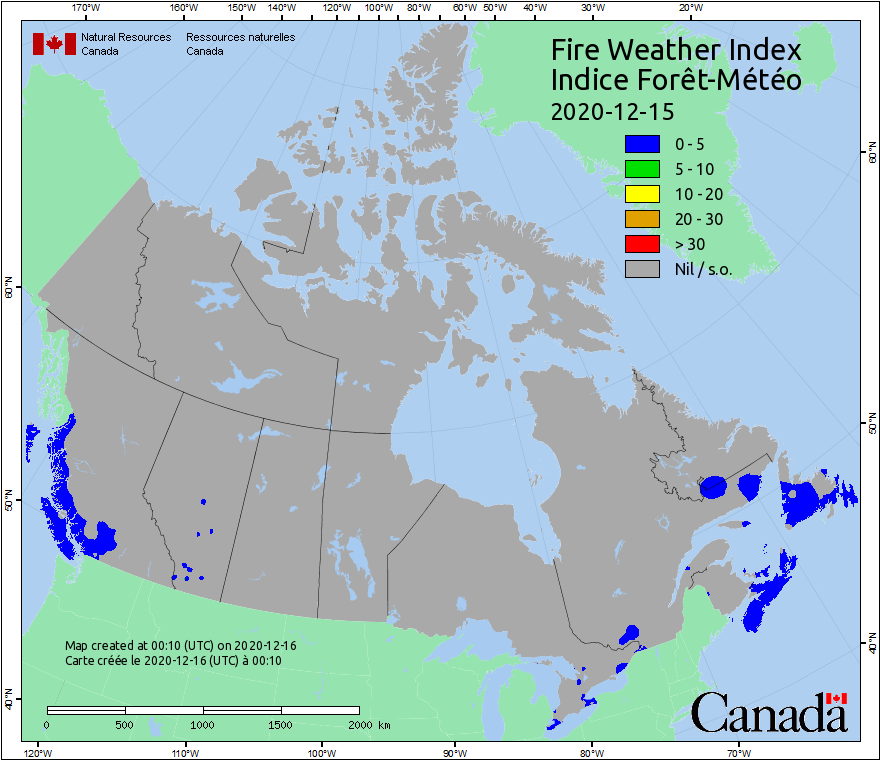 170°W 160°W 150°W 140°W 130°W 120°W 110°W 100°W 90°W 80°W 60°W 50°W 40°W 30°W 20°W
Natural Resources Ressources naturelles
Canada Canada
Fire Weather Index
Indice Forêt-Météo
2020-12-15
0 - 5
5 - 10
10 - 20
20 - 30
> 30
Nil / s.o.
60°N
60°N
50°N
50°N
40°N
40°N
Map created at 00:10 (UTC) on 2020-12-16
Carte créée le 2020-12-16 (UTC) à 00:10
0 500 1000 1500 2000 km
Canada
120°W 110°W 100°W 90°W 80°W 70°W